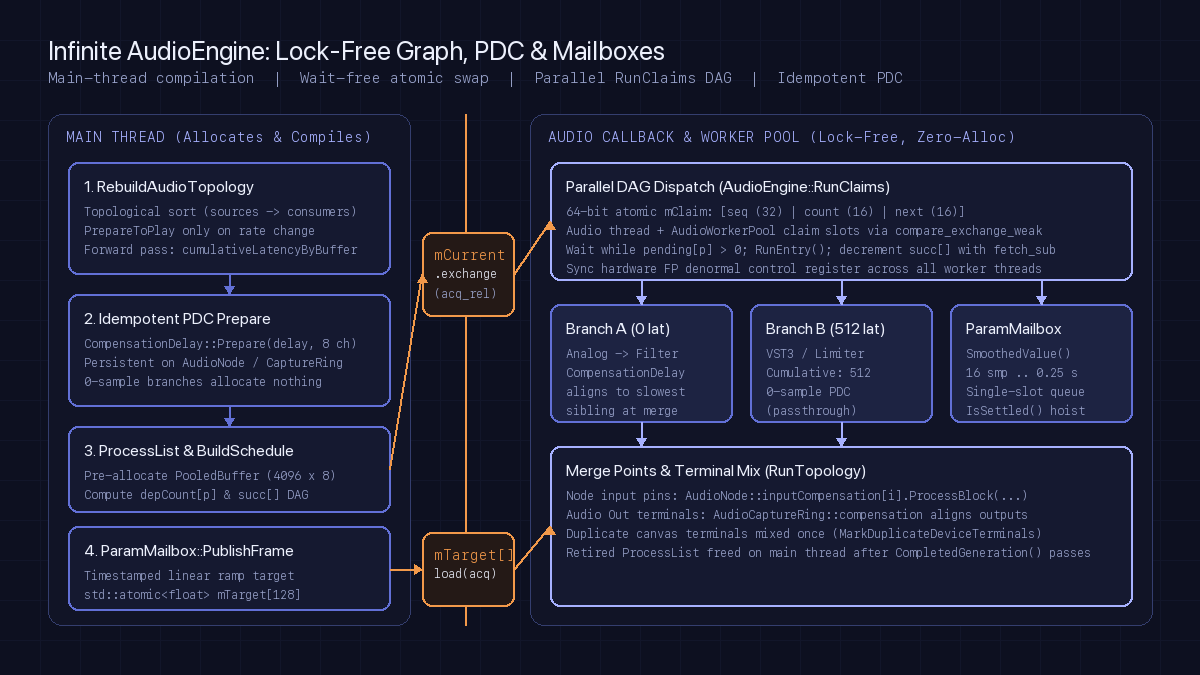 Infinite AudioEngine: Lock-Free Graph, PDC & Mailboxes
Main-thread compilation | Wait-free atomic swap | Parallel RunClaims DAG | Idempotent PDC
MAIN THREAD (Allocates & Compiles)
1. RebuildAudioTopology
Topological sort (sources -> consumers)
PrepareToPlay only on rate change
Forward pass: cumulativeLatencyByBuffer
2. Idempotent PDC Prepare
CompensationDelay::Prepare(delay, 8 ch)
Persistent on AudioNode / CaptureRing
0-sample branches allocate nothing
3. ProcessList & BuildSchedule
Pre-allocate PooledBuffer (4096 x 8)
Compute depCount[p] & succ[] DAG
4. ParamMailbox::PublishFrame
Timestamped linear ramp target
std::atomic<float> mTarget[128]
mCurrent
.exchange
(acq_rel)
mTarget[]
load(acq)
AUDIO CALLBACK & WORKER POOL (Lock-Free, Zero-Alloc)
Parallel DAG Dispatch (AudioEngine::RunClaims)
64-bit atomic mClaim: [seq (32) | count (16) | next (16)]
Audio thread + AudioWorkerPool claim slots via compare_exchange_weak
Wait while pending[p] > 0; RunEntry(); decrement succ[] with fetch_sub
Sync hardware FP denormal control register across all worker threads
Branch A (0 lat)
Analog -> Filter
CompensationDelay
aligns to slowest
sibling at merge
Branch B (512 lat)
VST3 / Limiter
Cumulative: 512
0-sample PDC
(passthrough)
ParamMailbox
SmoothedValue()
16 smp .. 0.25 s
Single-slot queue
IsSettled() hoist
Merge Points & Terminal Mix (RunTopology)
Node input pins: AudioNode::inputCompensation[i].ProcessBlock(...)
Audio Out terminals: AudioCaptureRing::compensation aligns outputs
Duplicate canvas terminals mixed once (MarkDuplicateDeviceTerminals)
Retired ProcessList freed on main thread after CompletedGeneration() passes